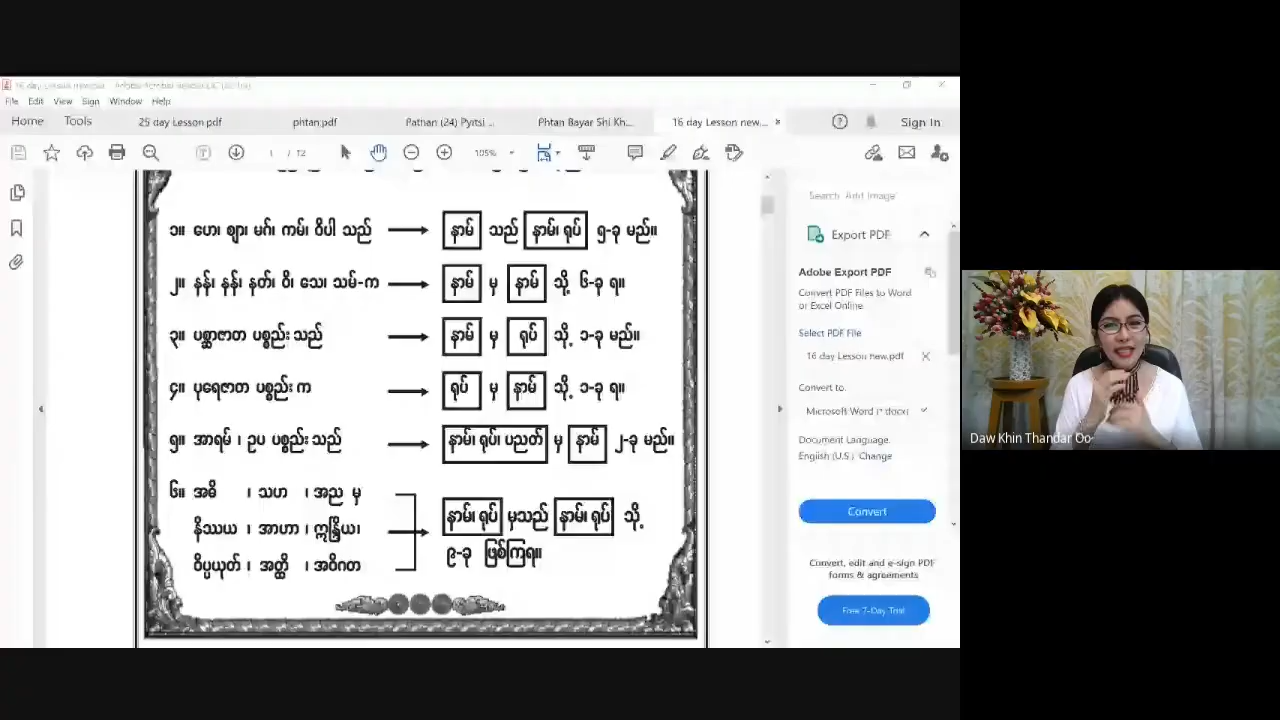 File Edit View Sign Window Help
Home Tools 25 day Lesson.pdf phtan.pdf Pathan (24) Pyitsi ... Phtan Bayar Shi Kh... 16 day Lesson new... × Sign In
1 / 12 105%
Export PDF
Adobe Export PDF
Convert PDF Files to Word
or Excel Online
Select PDF File
16 day Lesson new.pdf
Convert to
Microsoft Word (*.docx)
Document Language:
English (U.S.) Change
Convert
Convert, edit and e-sign PDF
forms & agreements
Free 7-Day Trial
၁။ ဟေ၊ ဈာ၊ မဂ်၊ ကမ်၊ ဝိပါ သည် နာမ် သည် နာမ်၊ ရုပ် ၅-ခု မည်။
၂။ နန်၊ နန်၊ နတ်၊ ဝိ၊ သေ၊ သမ်-က နာမ် မှ နာမ် သို့ ၆-ခု ရ။
၃။ ပစ္ဆာဇာတ ပစ္စည်း သည် နာမ် မှ ရုပ် သို့ ၁-ခု မည်။
၄။ ပုရေဇာတ ပစ္စည်း က ရုပ် မှ နာမ် သို့ ၁-ခု ရ။
၅။ အာရမ် ၊ ဥပ ပစ္စည်း သည် နာမ်၊ ရုပ်၊ ပညတ် မှ နာမ် ၂-ခု မည်။
၆။ အဓိ ၊ သဟ ၊ အည မှ
နိဿယ ၊ အာဟာ ၊ ဣန္ဒြိယ၊ နာမ်၊ ရုပ် မှသည် နာမ်၊ ရုပ် သို့
ဝိပ္ပယုတ် ၊ အတ္ထိ ၊ အဝိဂတ ၉-ခု ဖြစ်ကြရ။
Daw Khin Thandar Oo